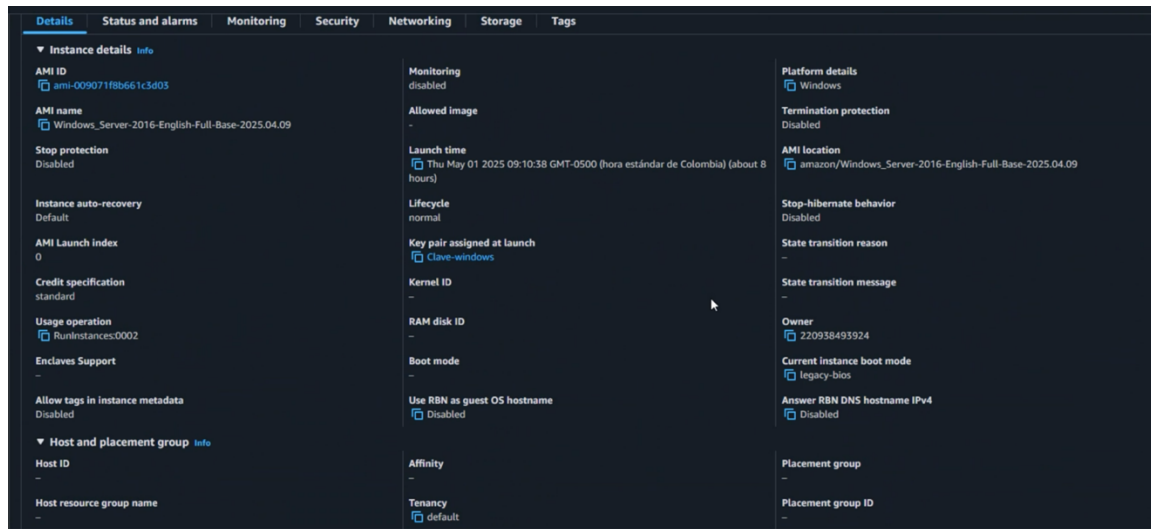 Details Status and alarms Monitoring Security Networking Storage Tags
▼ Instance details Info
AMI ID
ami-009071f8b661c3d03
Monitoring
disabled
Platform details
Windows
AMI name
Windows_Server-2016-English-Full-Base-2025.04.09
Allowed image
-
Termination protection
Disabled
Stop protection
Disabled
Launch time
Thu May 01 2025 09:10:38 GMT-0500 (hora estándar de Colombia) (about 8
hours)
AMI location
amazon/Windows_Server-2016-English-Full-Base-2025.04.09
Instance auto-recovery
Default
Lifecycle
normal
Stop-hibernate behavior
Disabled
AMI Launch index
0
Key pair assigned at launch
Clave-windows
State transition reason
–
Credit specification
standard
Kernel ID
–
State transition message
–
Usage operation
RunInstances:0002
RAM disk ID
–
Owner
220938493924
Enclaves Support
–
Boot mode
–
Current instance boot mode
legacy-bios
Allow tags in instance metadata
Disabled
Use RBN as guest OS hostname
Disabled
Answer RBN DNS hostname IPv4
Disabled
▼ Host and placement group Info
Host ID
–
Affinity
–
Placement group
–
Host resource group name
–
Tenancy
default
Placement group ID
–